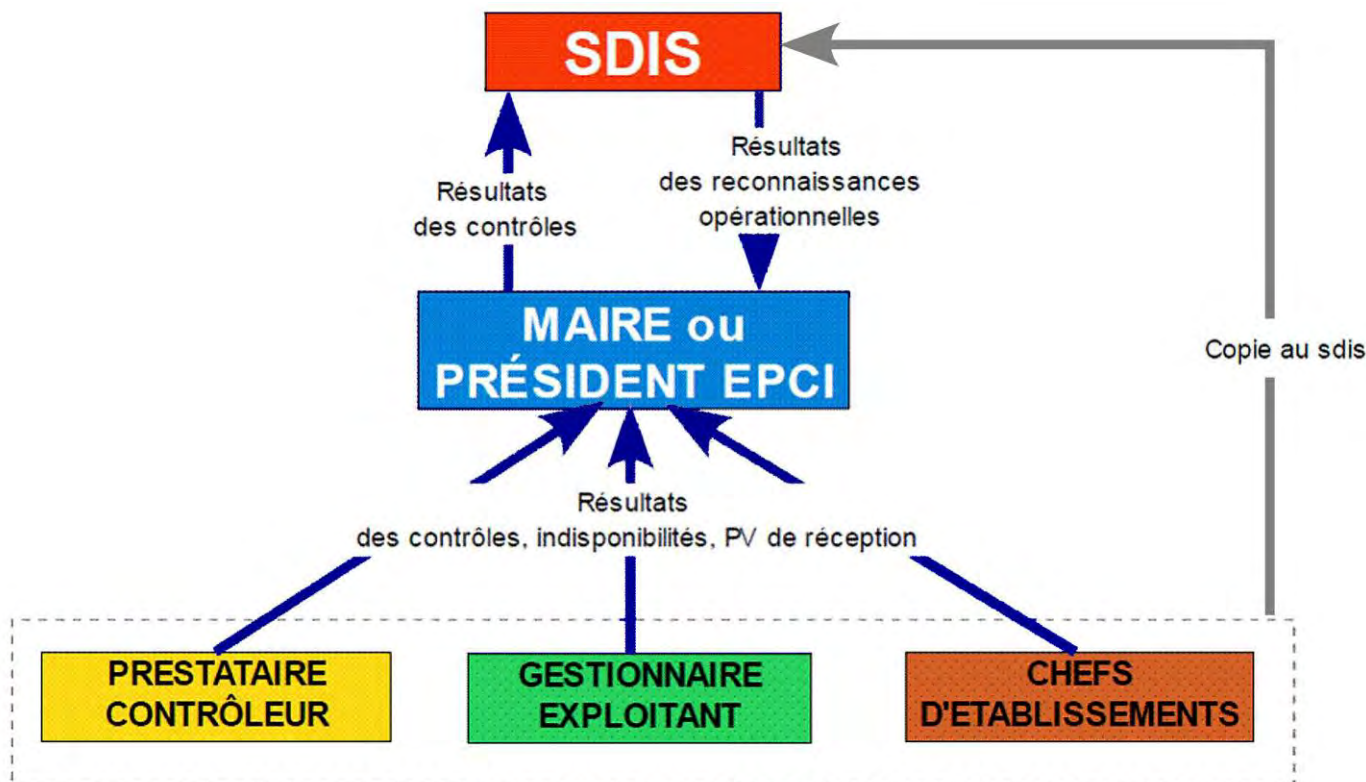 SDIS
Résultats
des contrôles
Résultats
des reconnaissances
opérationnelles
MAIRE ou
PRÉSIDENT EPCI
Copie au sdis
Résultats
des contrôles, indisponibilités, PV de réception
PRESTATAIRE
CONTRÔLEUR
GESTIONNAIRE
EXPLOITANT
CHEFS
D'ETABLISSEMENTS